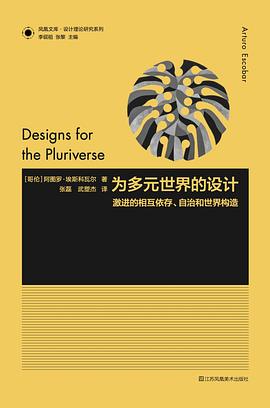 凤凰文库·设计理论研究系列
李砚祖 张黎 主编
Arturo Escobar
Designs for
the Pluriverse
[哥伦]阿图罗·埃斯科瓦尔 著
张磊 武塑杰 译
为多元世界的设计
激进的相互依存、自治和世界构造
江苏凤凰美术出版社